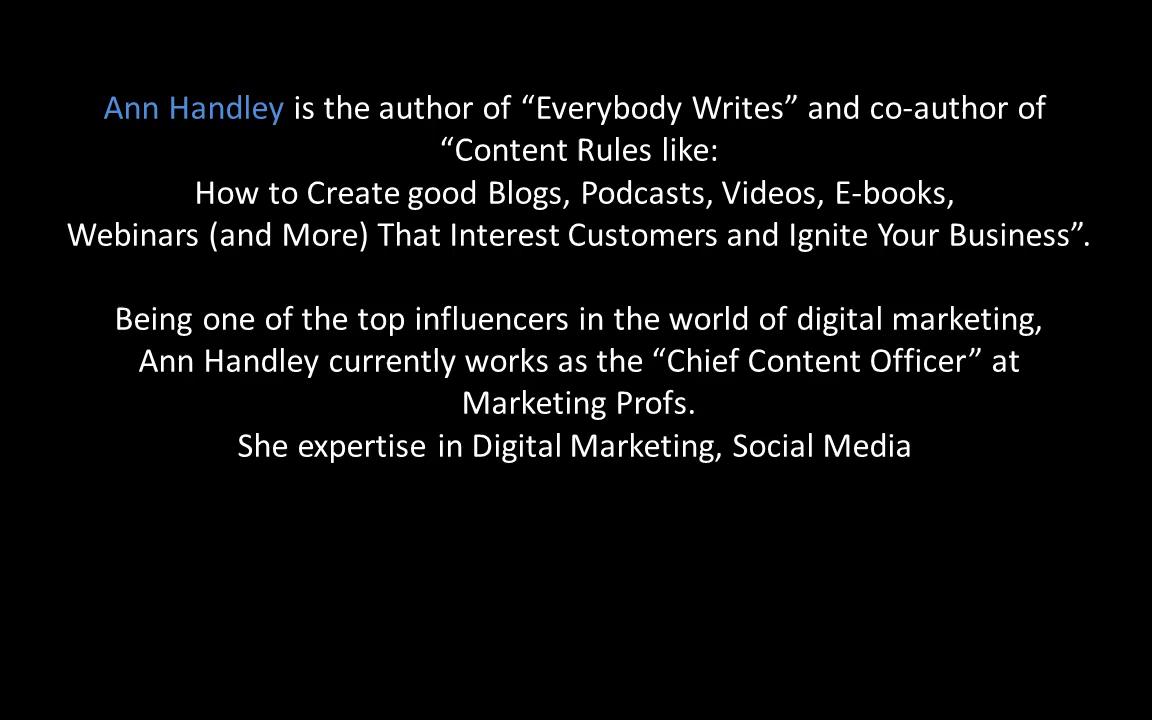 Ann Handley is the author of “Everybody Writes” and co-author of
“Content Rules like:
How to Create good Blogs, Podcasts, Videos, E-books,
Webinars (and More) That Interest Customers and Ignite Your Business”.
Being one of the top influencers in the world of digital marketing,
Ann Handley currently works as the “Chief Content Officer” at
Marketing Profs.
She expertise in Digital Marketing, Social Media